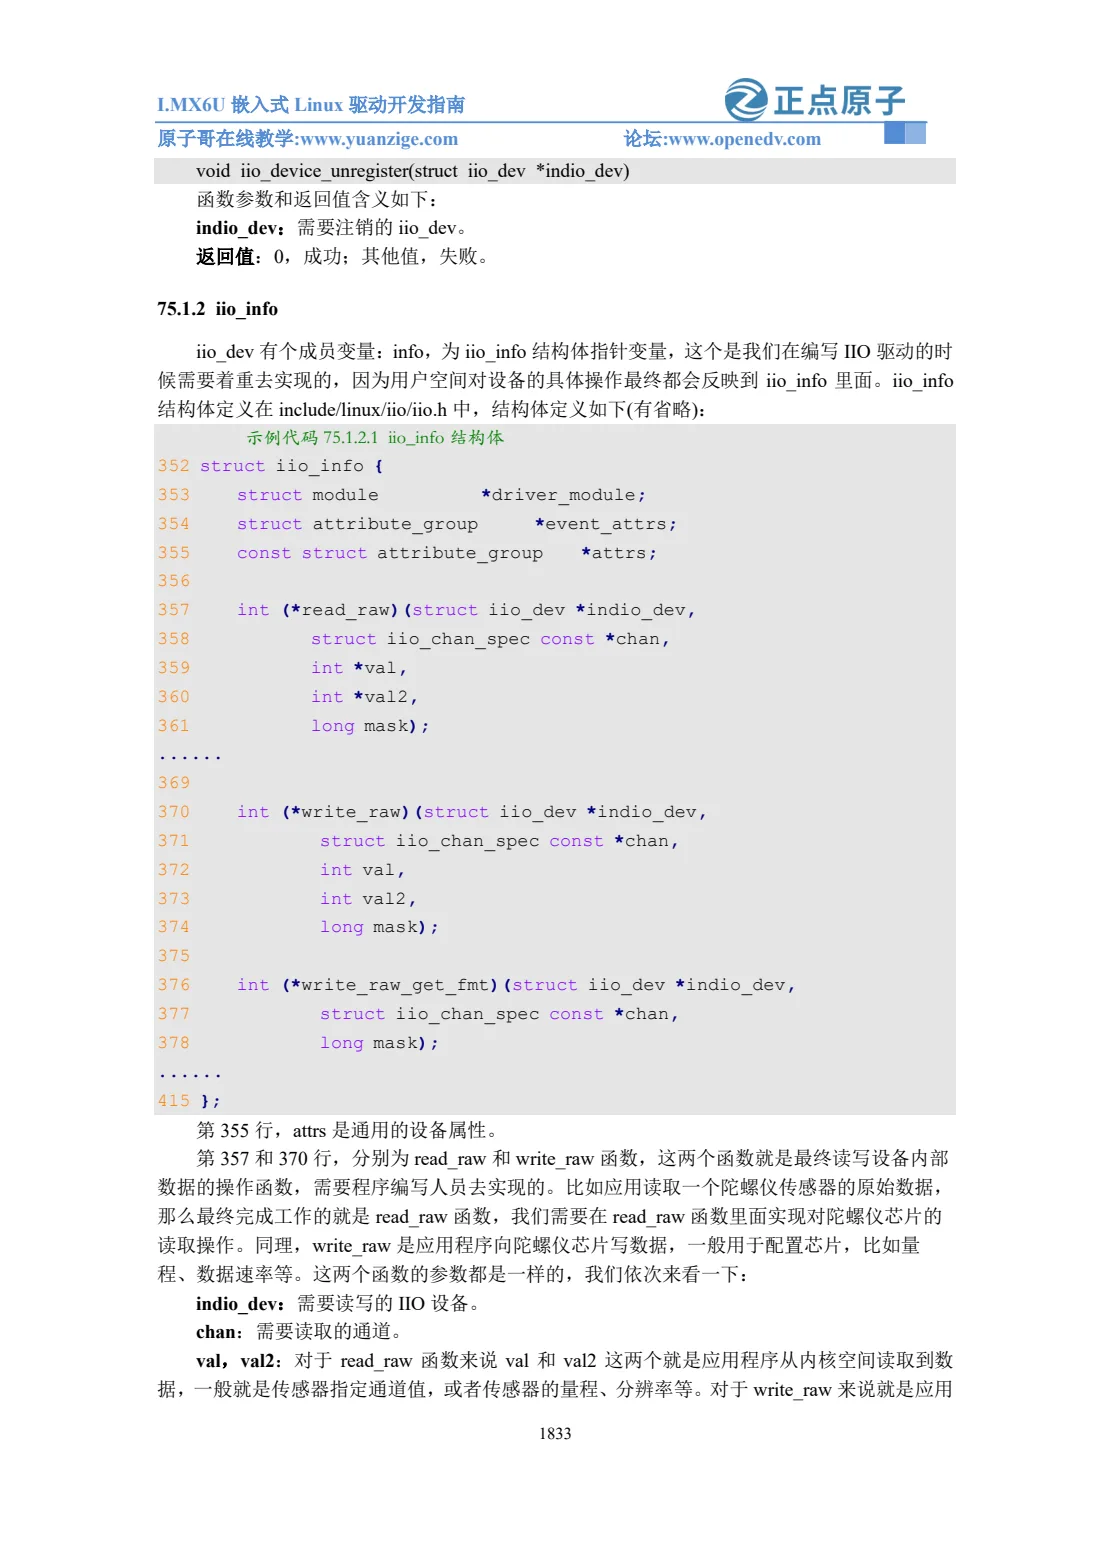 I.MX6U 嵌入式 Linux 驱动开发指南
正点原子
原子哥在线教学:www.yuanzige.com 论坛:www.openedv.com
void iio_device_unregister(struct iio_dev *indio_dev)
函数参数和返回值含义如下：
indio_dev：需要注销的 iio_dev。
返回值：0，成功；其他值，失败。
75.1.2 iio_info
iio_dev 有个成员变量：info，为 iio_info 结构体指针变量，这个是我们在编写 IIO 驱动的时
候需要着重去实现的，因为用户空间对设备的具体操作最终都会反映到 iio_info 里面。iio_info
结构体定义在 include/linux/iio/iio.h 中，结构体定义如下(有省略)：
示例代码 75.1.2.1 iio_info 结构体
352 struct iio_info {
353 struct module *driver_module;
354 struct attribute_group *event_attrs;
355 const struct attribute_group *attrs;
356
357 int (*read_raw)(struct iio_dev *indio_dev,
358 struct iio_chan_spec const *chan,
359 int *val,
360 int *val2,
361 long mask);
......
369
370 int (*write_raw)(struct iio_dev *indio_dev,
371 struct iio_chan_spec const *chan,
372 int val,
373 int val2,
374 long mask);
375
376 int (*write_raw_get_fmt)(struct iio_dev *indio_dev,
377 struct iio_chan_spec const *chan,
378 long mask);
......
415 };
第 355 行，attrs 是通用的设备属性。
第 357 和 370 行，分别为 read_raw 和 write_raw 函数，这两个函数就是最终读写设备内部
数据的操作函数，需要程序编写人员去实现的。比如应用读取一个陀螺仪传感器的原始数据，
那么最终完成工作的就是 read_raw 函数，我们需要在 read_raw 函数里面实现对陀螺仪芯片的
读取操作。同理，write_raw 是应用程序向陀螺仪芯片写数据，一般用于配置芯片，比如量
程、数据速率等。这两个函数的参数都是一样的，我们依次来看一下：
indio_dev：需要读写的 IIO 设备。
chan：需要读取的通道。
val，val2：对于 read_raw 函数来说 val 和 val2 这两个就是应用程序从内核空间读取到数
据，一般就是传感器指定通道值，或者传感器的量程、分辨率等。对于 write_raw 来说就是应用
1833